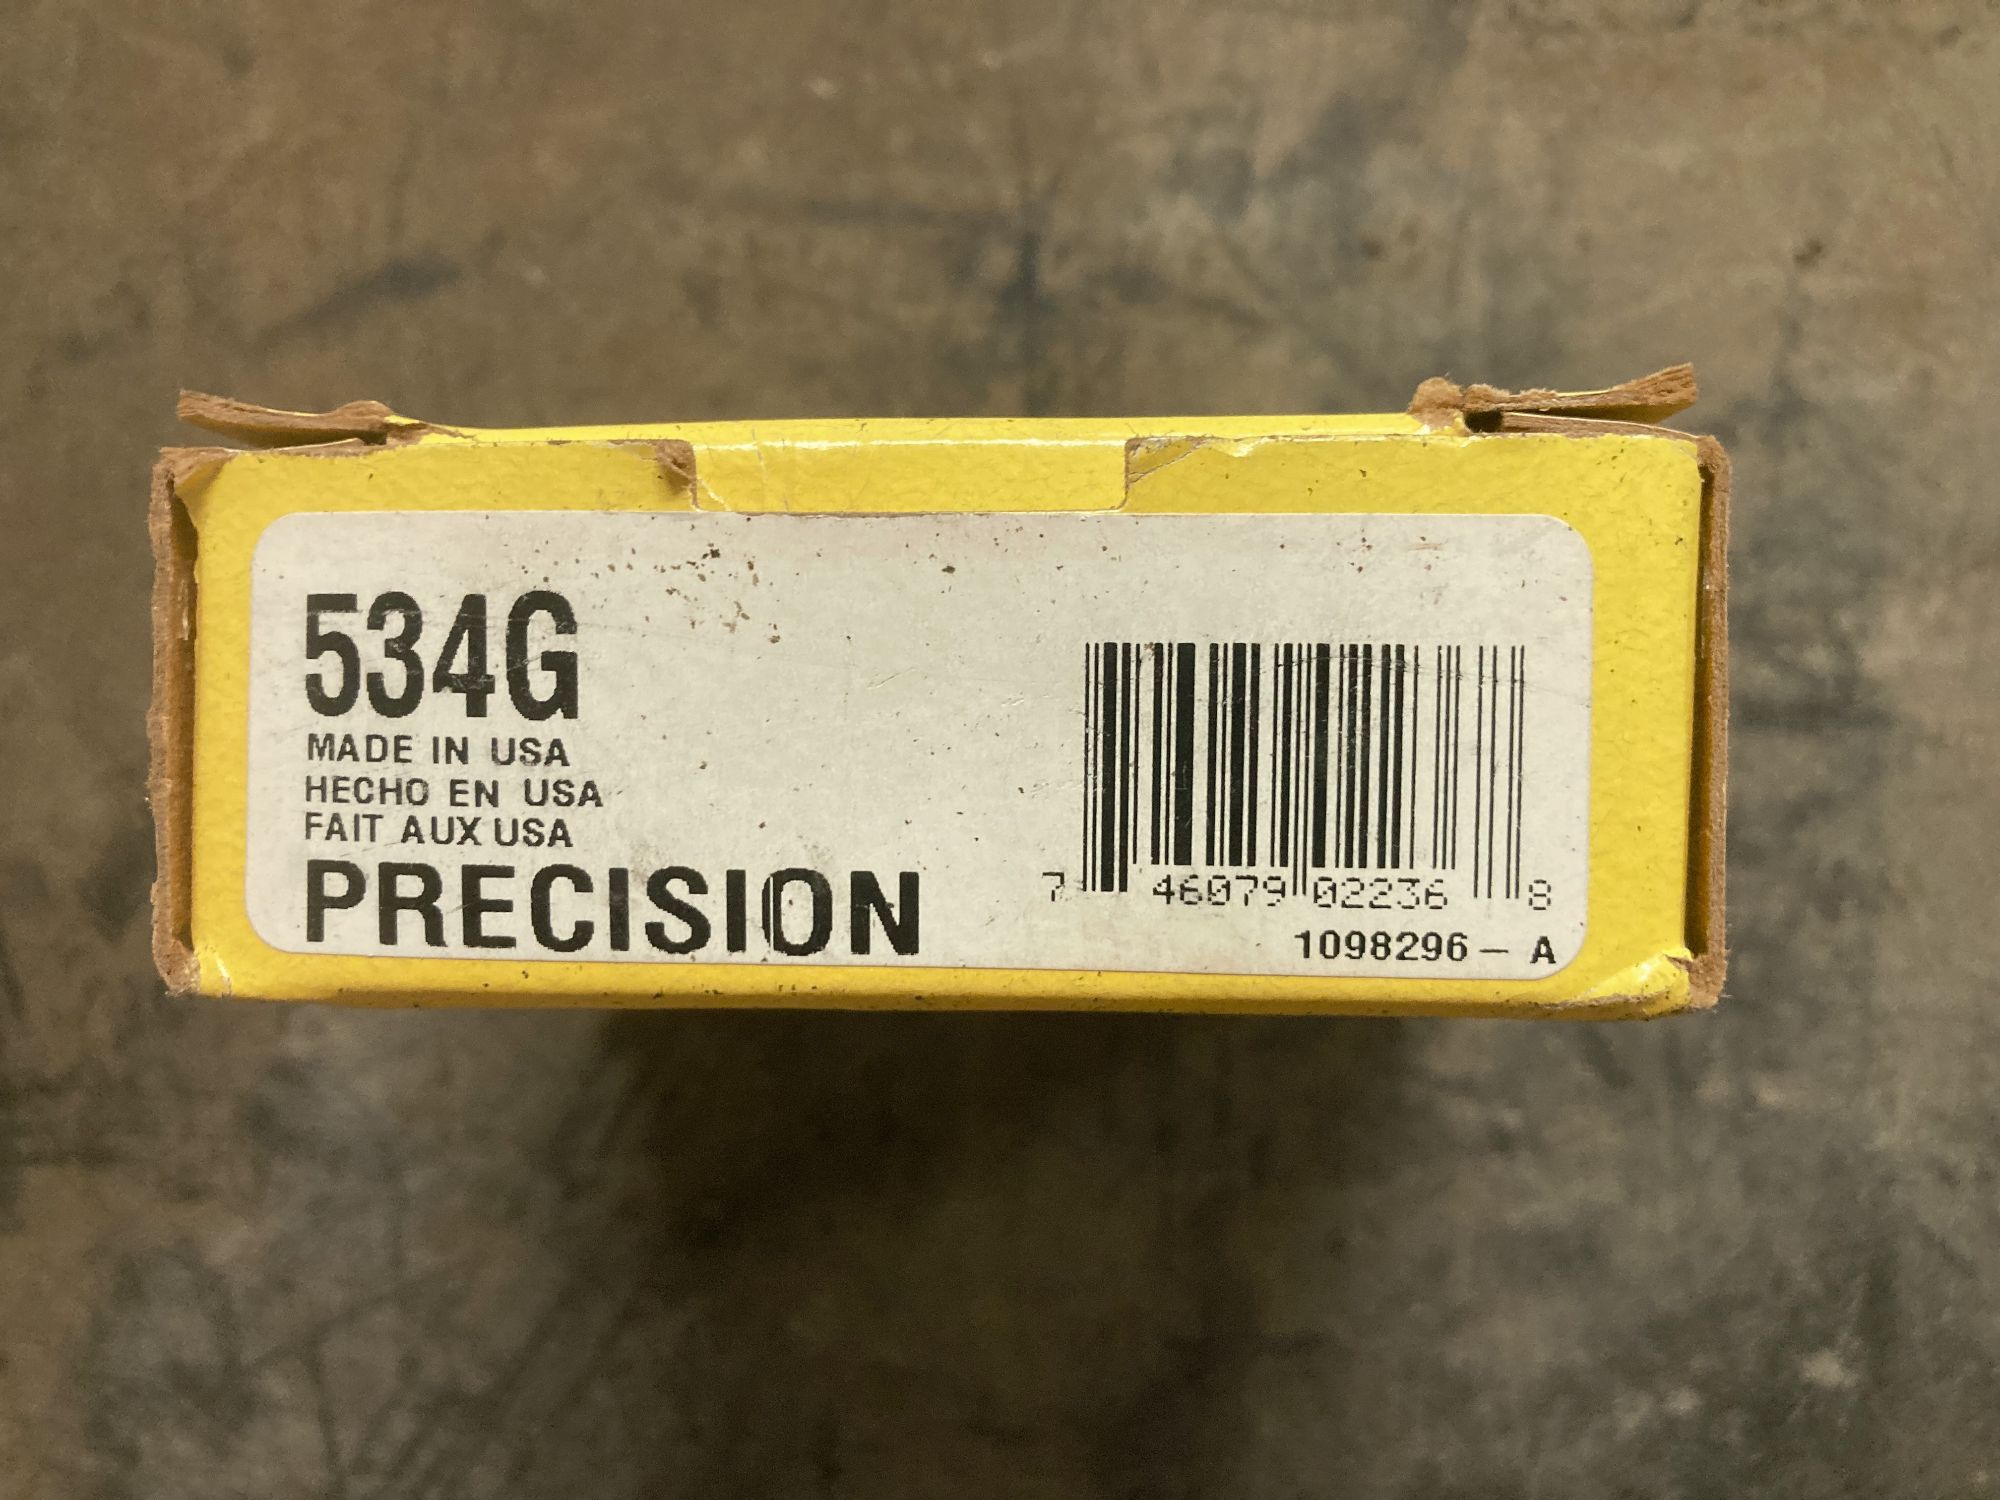 534G
MADE IN USA
HECHO EN USA
FAIT AUX USA
PRECISION
7 46079 02236 8
1098296 - A